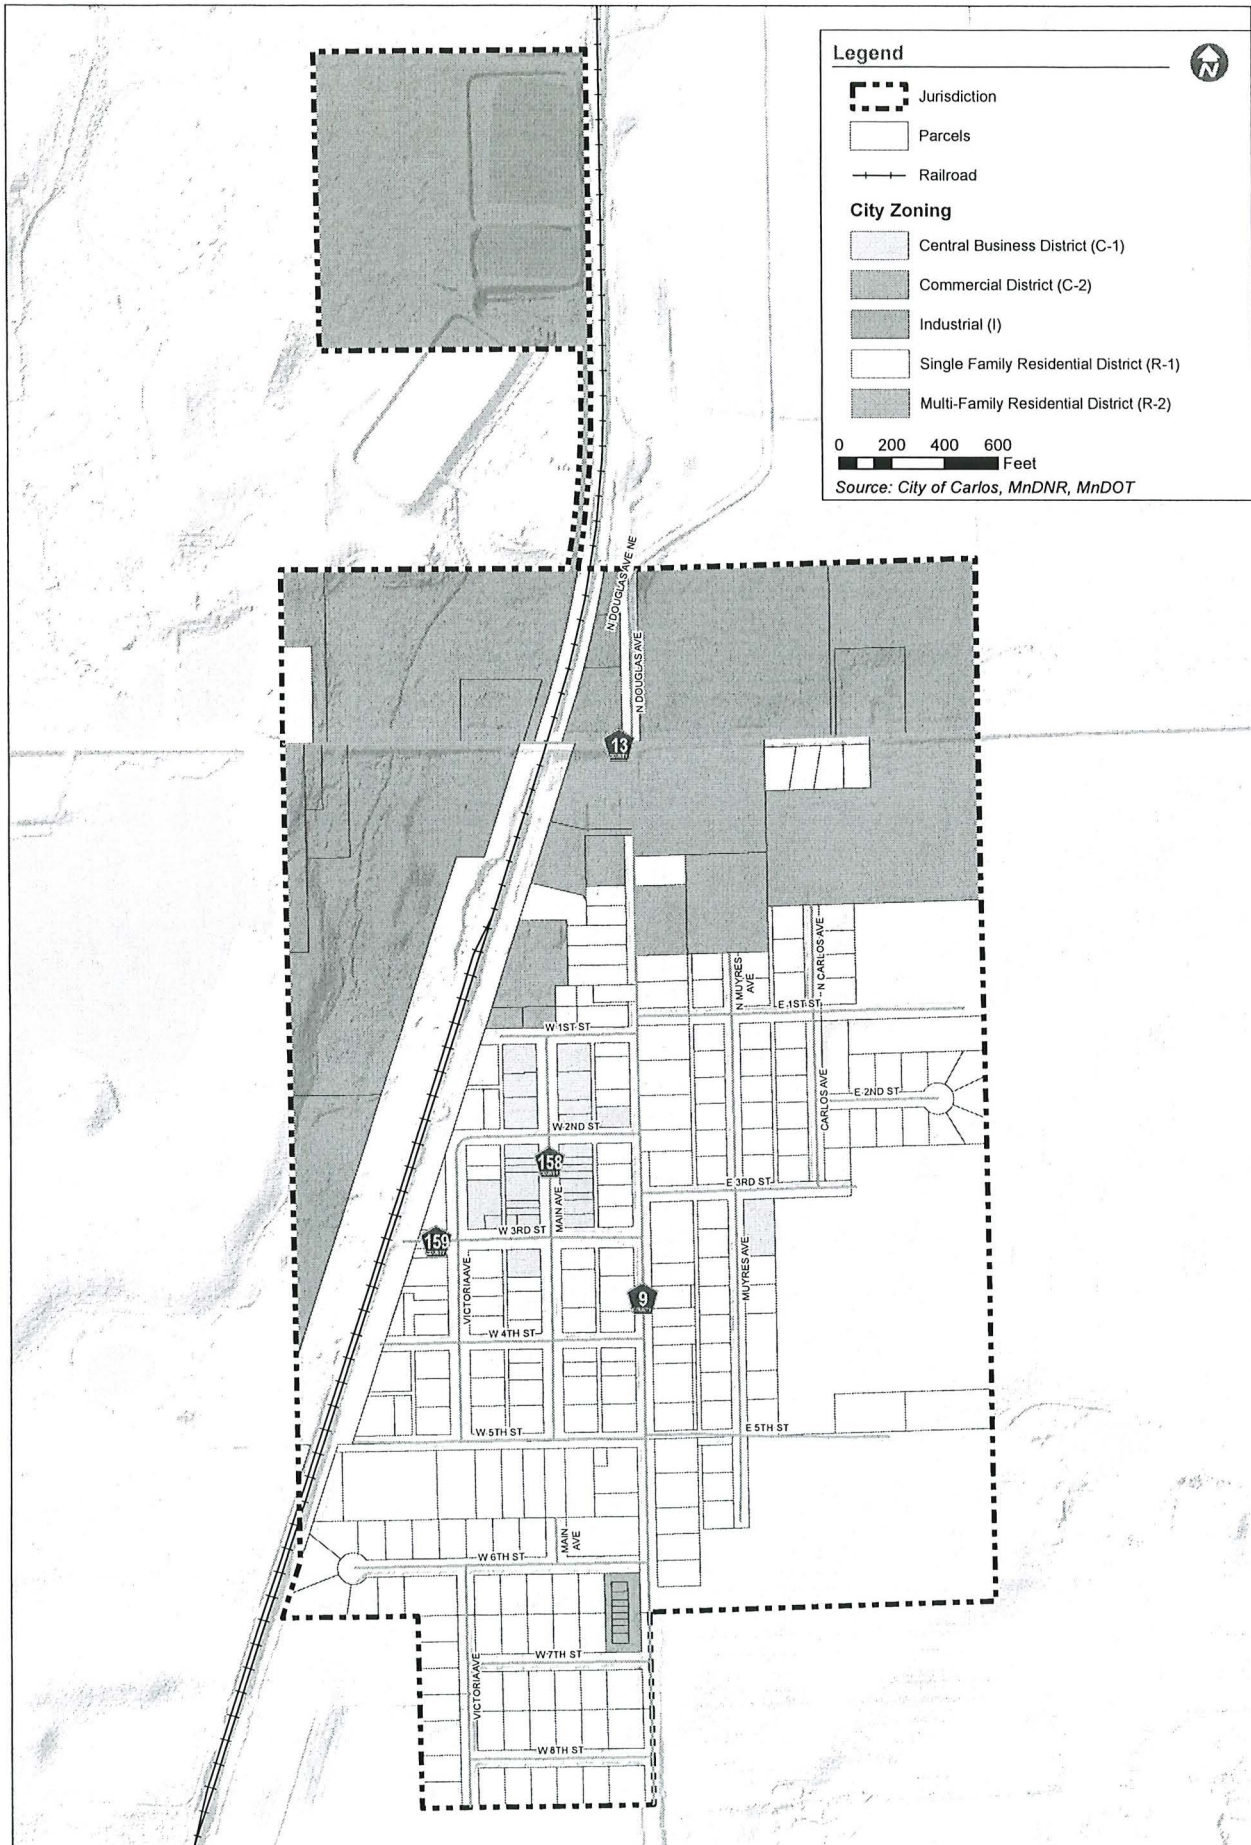 Legend
N
Jurisdiction
Parcels
Railroad
City Zoning
Central Business District (C-1)
Commercial District (C-2)
Industrial (I)
Single Family Residential District (R-1)
Multi-Family Residential District (R-2)
0 200 400 600
Feet
Source: City of Carlos, MnDNR, MnDOT
N DOUGLAS AVE NE
N DOUGLAS AVE
13
N MUYRES AVE
N CARLOS AVE
E 1ST ST
W 1ST ST
CARLOS AVE
E 2ND ST
W 2ND ST
158
MAIN AVE
E 3RD ST
W 3RD ST
159
VICTORIA AVE
MUYRES AVE
9
W 4TH ST
W 5TH ST
E 5TH ST
MAIN AVE
W 6TH ST
W 7TH ST
VICTORIA AVE
W 8TH ST